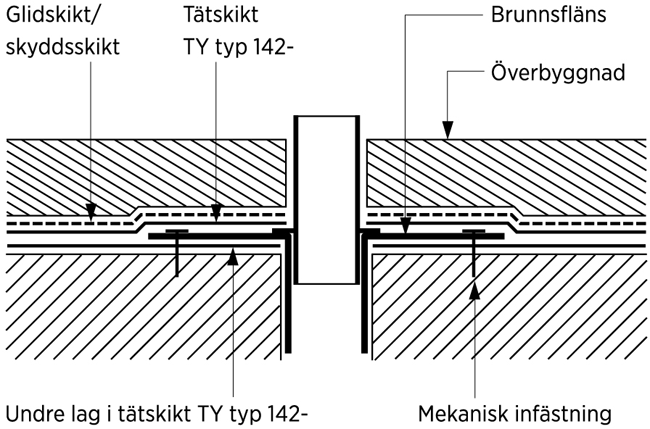 Glidskikt/
skyddsskikt
Tätskikt
TY typ 142-
Brunnsfläns
Överbyggnad
Undre lag i tätskikt TY typ 142-
Mekanisk infästning